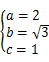 a = 2
b = √3
c = 1